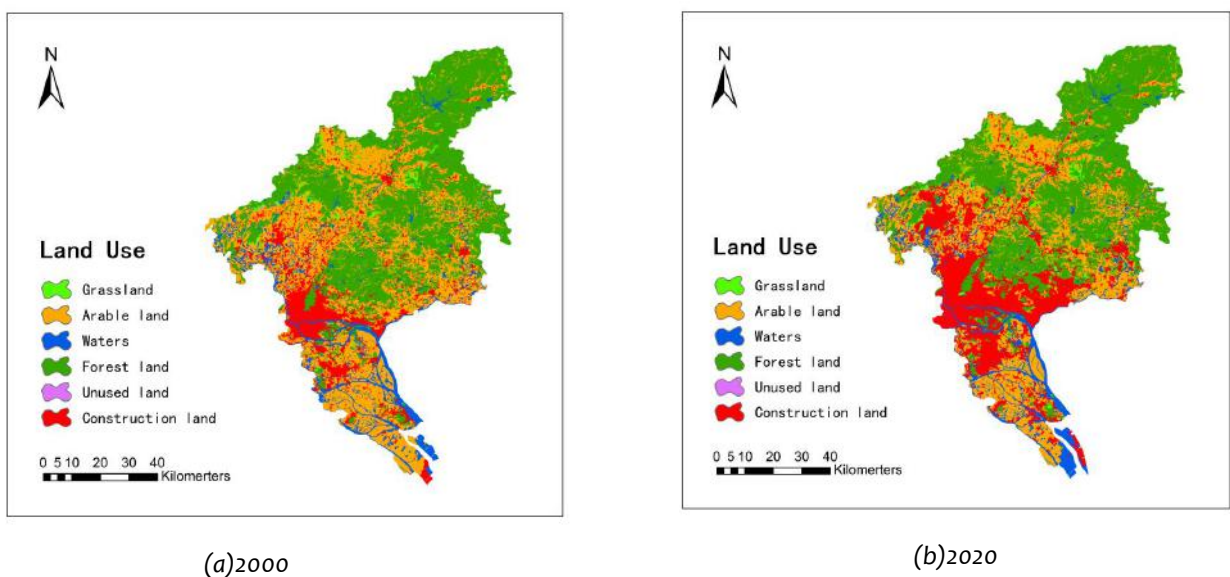 N
Land Use
Grassland
Arable land
Waters
Forest land
Unused land
Construction land
0 5 10 20 30 40
Kilomerters
(a)2000
N
Land Use
Grassland
Arable land
Waters
Forest land
Unused land
Construction land
0 5 10 20 30 40
Kilomerters
(b)2020